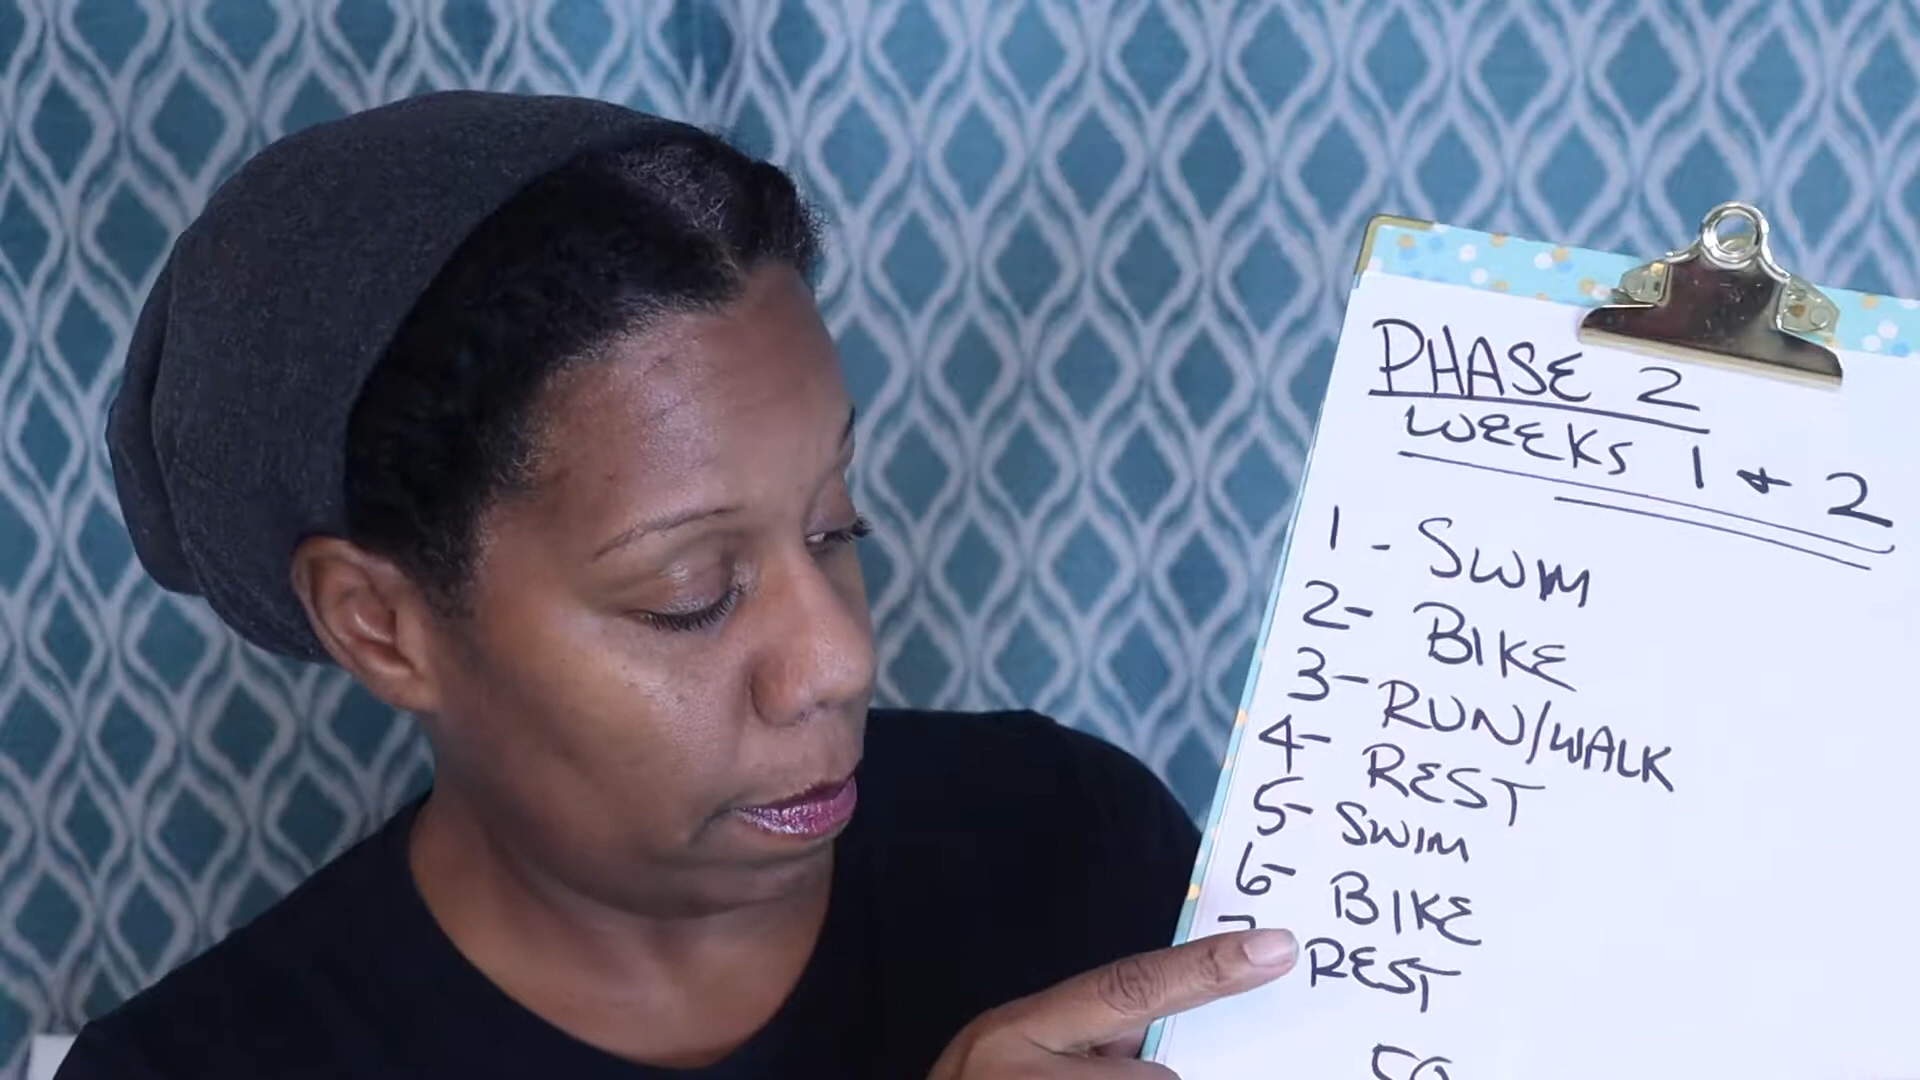 PHASE 2
WEEKS 1 + 2
1 - SWIM
2- BIKE
3- RUN/WALK
4- REST
5- SWIM
6- BIKE
7 REST